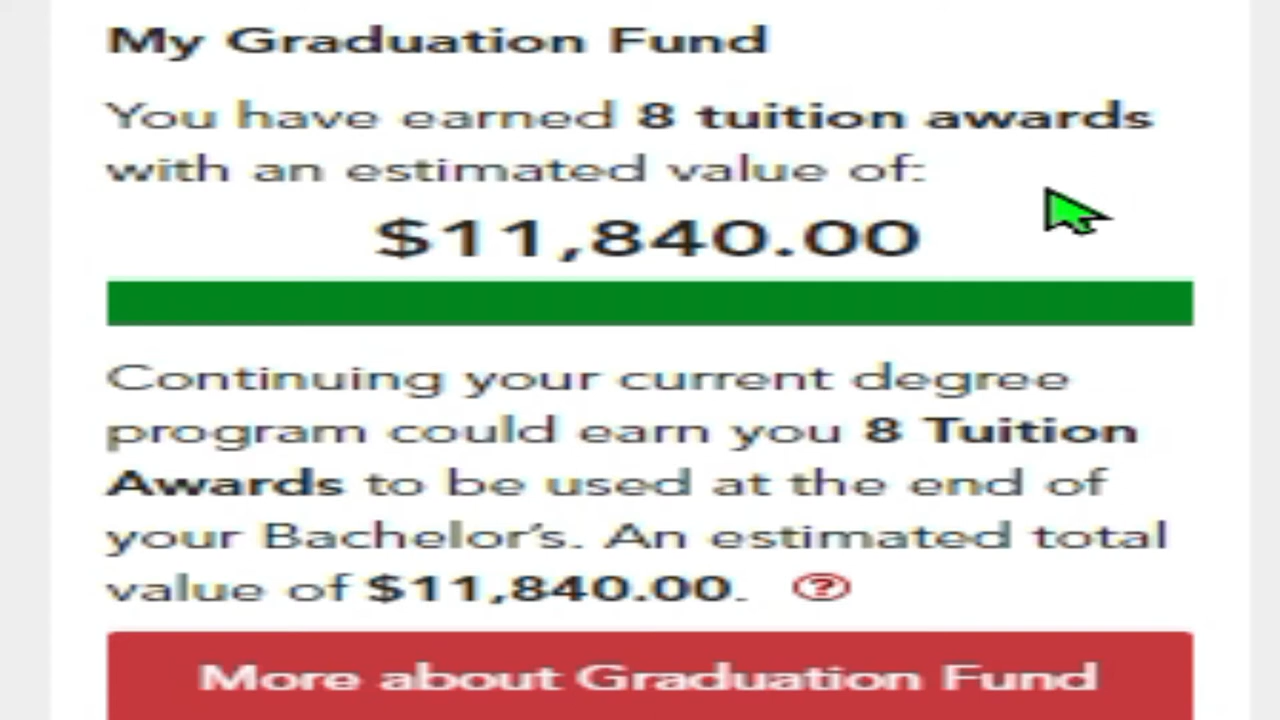 My Graduation Fund
You have earned 8 tuition awards
with an estimated value of:
$11,840.00
Continuing your current degree
program could earn you 8 Tuition
Awards to be used at the end of
your Bachelor's. An estimated total
value of $11,840.00. ?
More about Graduation Fund